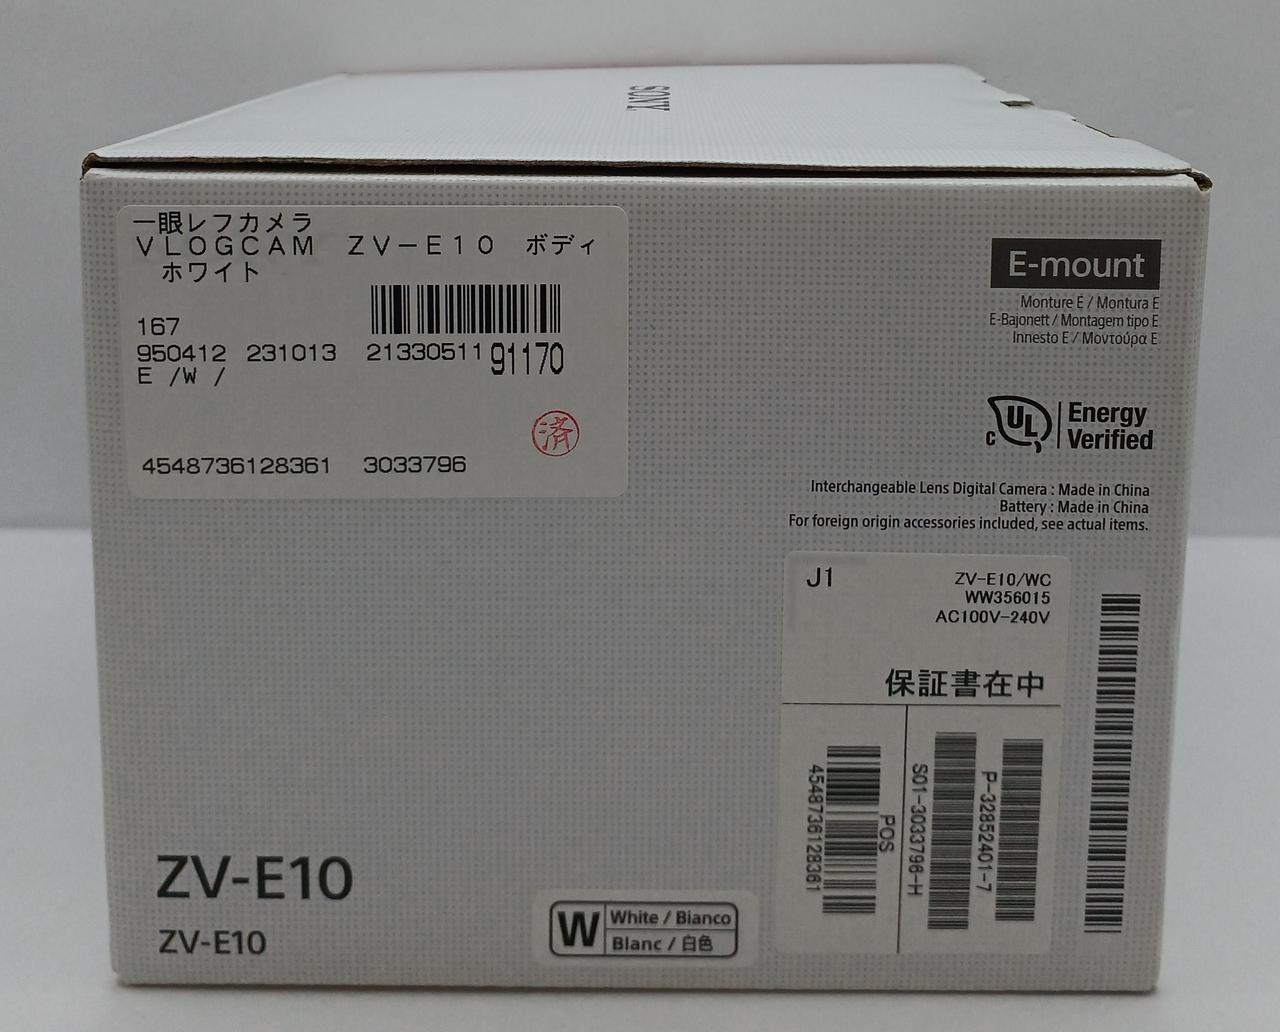 SONY
一眼レフカメラ
ＶＬＯＧＣＡＭ　ＺＶ－Ｅ１０　ボディ
ホワイト
167
950412 231013 21330511 91170
E /W /
済
4548736128361 3033796
E-mount
Monture E / Montura E
E-Bajonett / Montagem tipo E
Innesto E / Μοντούρα E
C UL Energy
Verified
Interchangeable Lens Digital Camera : Made in China
Battery : Made in China
For foreign origin accessories included, see actual items.
J1 ZV-E10/WC
WW356015
AC100V-240V
保証書在中
POS
4548736128361
S01-3033796-H
P-32852401-7
ZV-E10
ZV-E10
W White / Bianco
Blanc / 白色